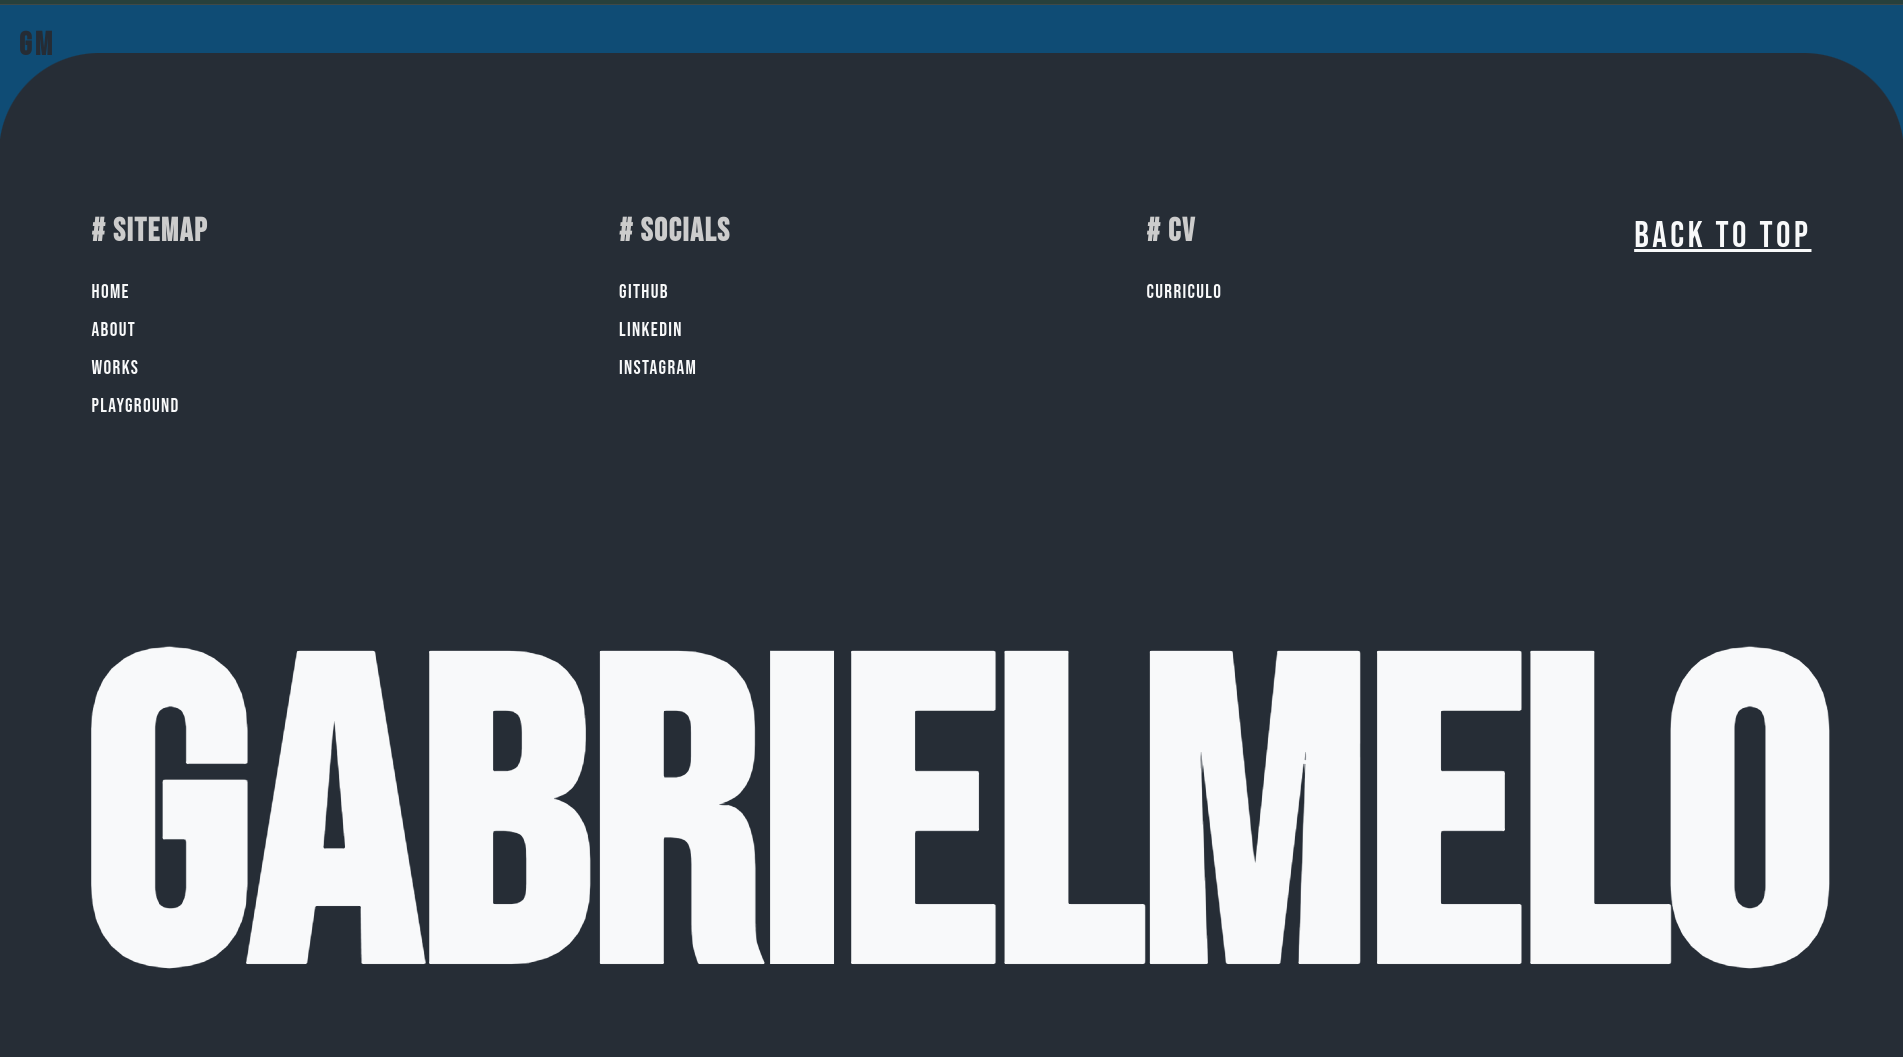 GM
# SITEMAP
HOME
ABOUT
WORKS
PLAYGROUND
# SOCIALS
GITHUB
LINKEDIN
INSTAGRAM
# CV
CURRICULO
BACK TO TOP
GABRIELMELO